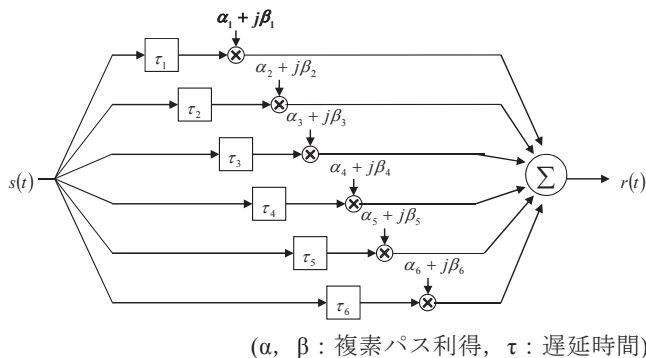 α₁ + jβ₁
τ₁
α₂ + jβ₂
τ₂
α₃ + jβ₃
τ₃
α₄ + jβ₄
s(t)
Σ
r(t)
τ₄
α₅ + jβ₅
τ₅
α₆ + jβ₆
τ₆
(α, β：複素パス利得, τ：遅延時間)